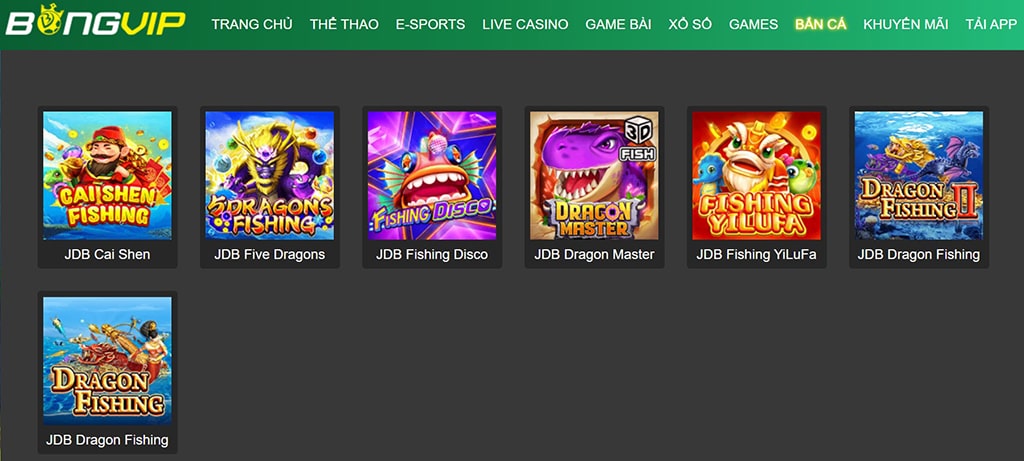 BONGVIP
TRANG CHỦ THỂ THAO E-SPORTS LIVE CASINO GAME BÀI XỔ SỐ GAMES BẮN CÁ KHUYẾN MÃI TẢI APP
CAI SHEN
FISHING
JDB Cai Shen
5 DRAGONS
FISHING
JDB Five Dragons
FISHING DISCO
JDB Fishing Disco
3D
FISH
DRAGON
MASTER
JDB Dragon Master
FISHING
YILUFA
JDB Fishing YiLuFa
DRAGON
FISHING II
JDB Dragon Fishing
DRAGON
FISHING
JDB Dragon Fishing